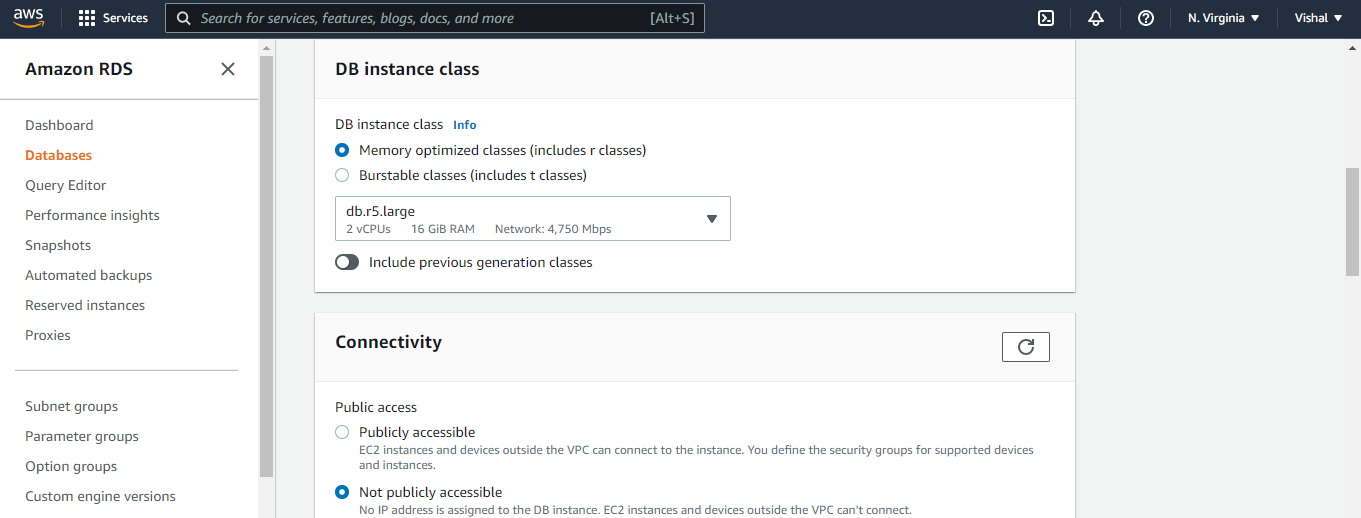 aws
Services
Search for services, features, blogs, docs, and more
[Alt+S]
N. Virginia
Vishal
Amazon RDS
Dashboard
Databases
Query Editor
Performance insights
Snapshots
Automated backups
Reserved instances
Proxies
Subnet groups
Parameter groups
Option groups
Custom engine versions
DB instance class
DB instance class Info
Memory optimized classes (includes r classes)
Burstable classes (includes t classes)
db.r5.large
2 vCPUs 16 GiB RAM Network: 4,750 Mbps
Include previous generation classes
Connectivity
Public access
Publicly accessible
EC2 instances and devices outside the VPC can connect to the instance. You define the security groups for supported devices
and instances.
Not publicly accessible
No IP address is assigned to the DB instance. EC2 instances and devices outside the VPC can't connect.